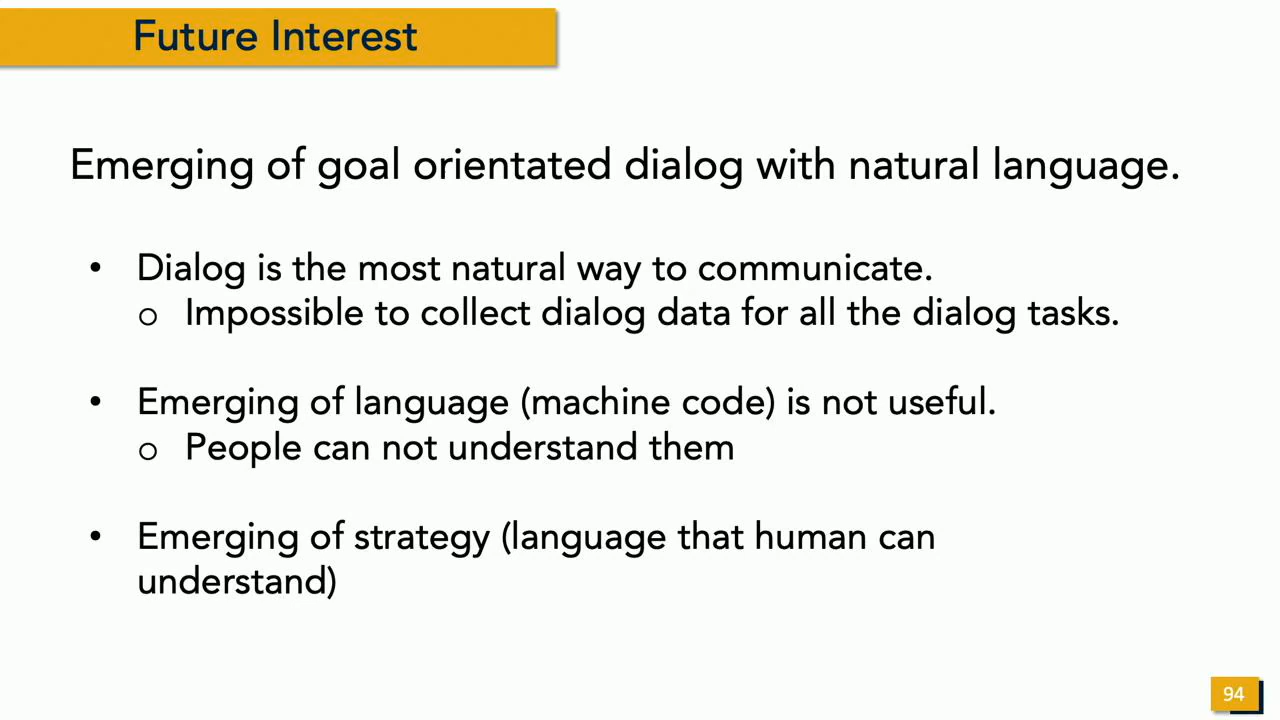 Future Interest
Emerging of goal orientated dialog with natural language.
• Dialog is the most natural way to communicate.
o Impossible to collect dialog data for all the dialog tasks.
• Emerging of language (machine code) is not useful.
o People can not understand them
• Emerging of strategy (language that human can
understand)
94